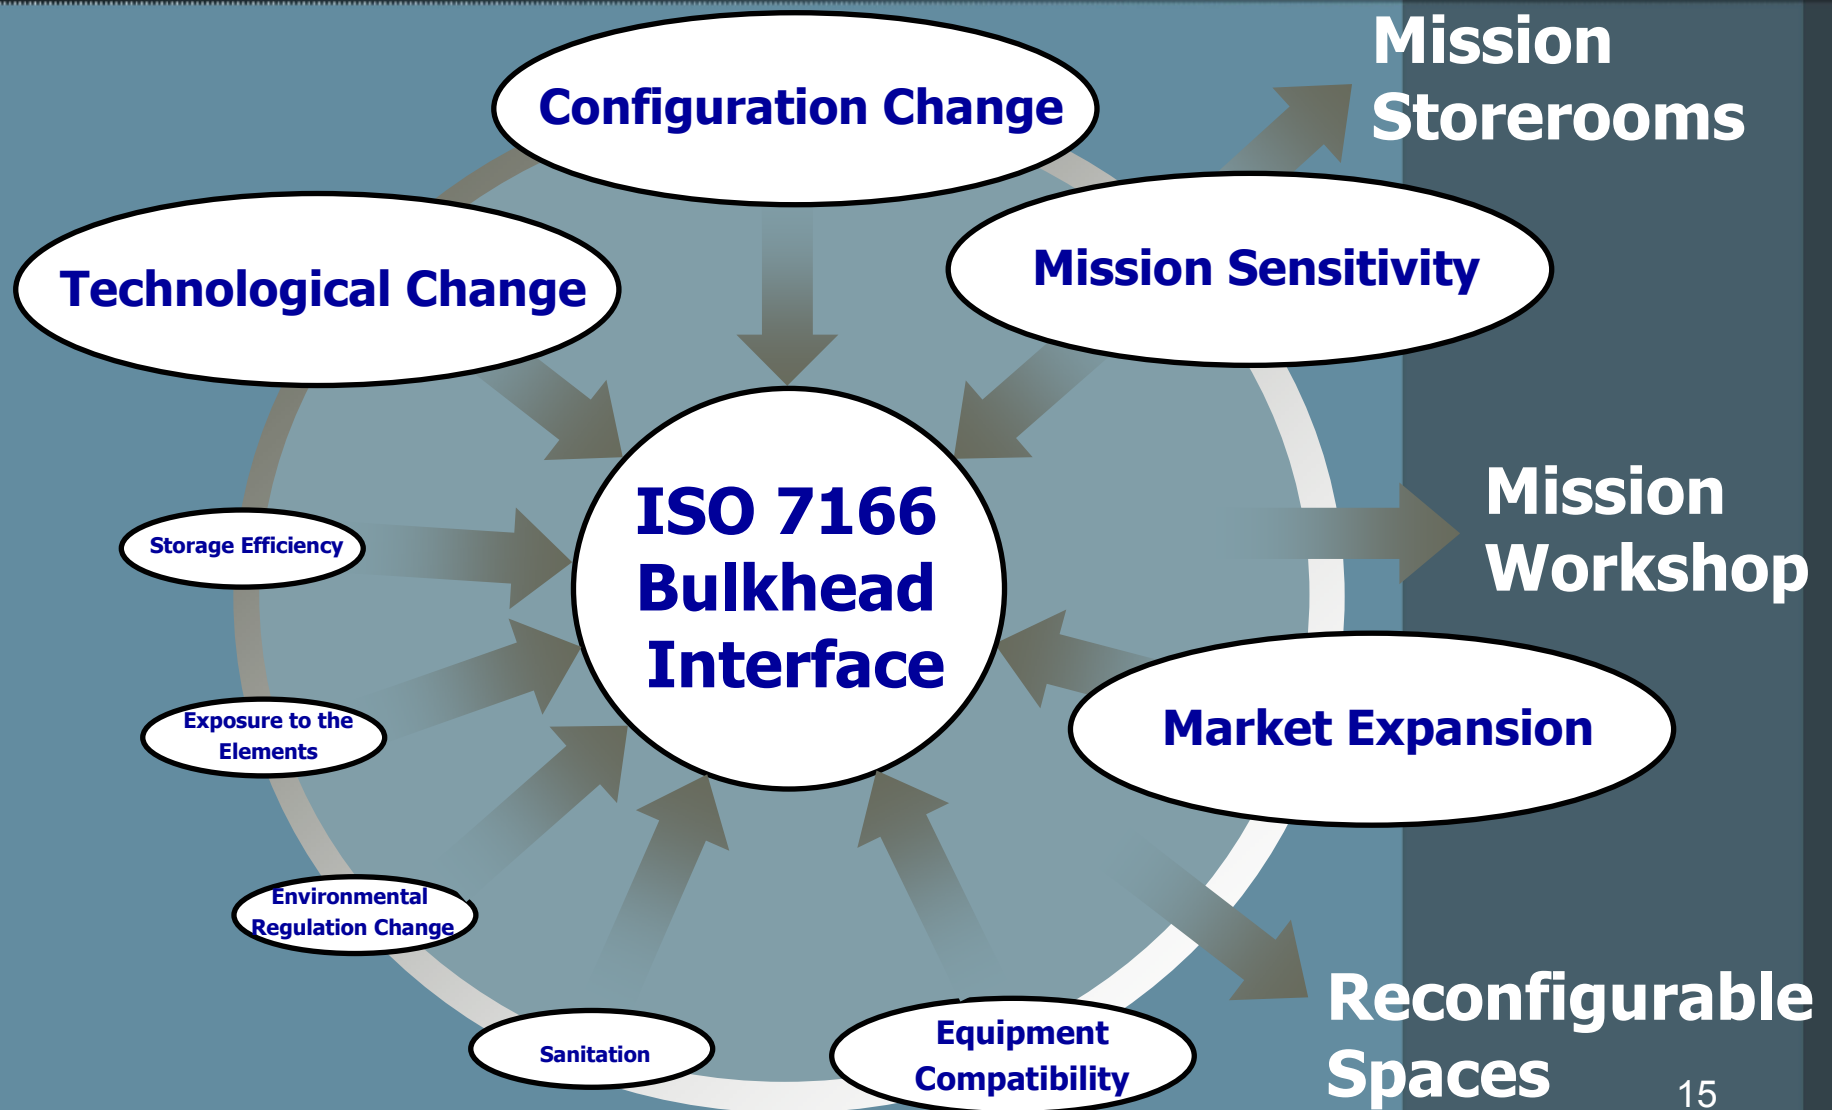 Configuration Change
Mission
Storerooms
Technological Change
Mission Sensitivity
ISO 7166
Bulkhead
Interface
Mission
Workshop
Storage Efficiency
Exposure to the
Elements
Market Expansion
Environmental
Regulation Change
Sanitation
Equipment
Compatibility
Reconfigurable
Spaces
15